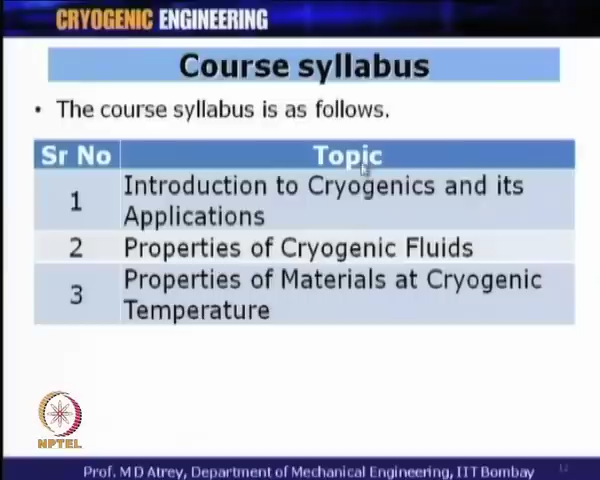 CRYOGENIC ENGINEERING
Course syllabus
• The course syllabus is as follows.
Sr No Topic
1 Introduction to Cryogenics and its
Applications
2 Properties of Cryogenic Fluids
3 Properties of Materials at Cryogenic
Temperature
NPTEL
Prof. M D Atrey, Department of Mechanical Engineering, IIT Bombay 12